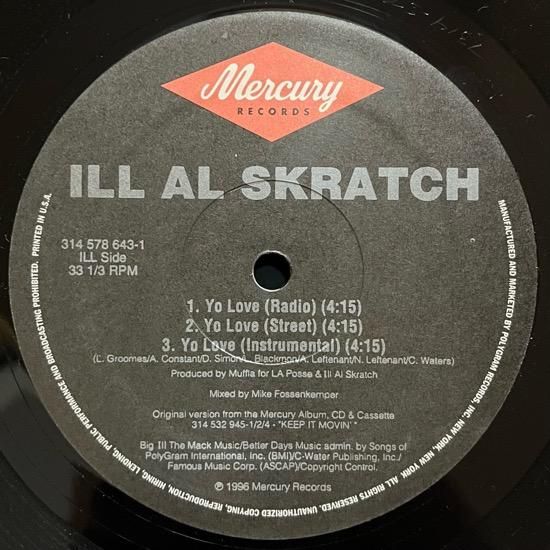 Mercury
RECORDS
ILL AL SKRATCH
314 578 643-1
ILL Side
33 1/3 RPM
1. Yo Love (Radio) (4:15)
2. Yo Love (Street) (4:15)
3. Yo Love (Instrumental) (4:15)
(L. Groomes/A. Constant/D. Simor/L. Blackmon/A. Leftenant/N. Leftenant/C. Waters)
Produced by Muffla for LA Posse & Ill Al Skratch
Mixed by Mike Fossenkemper
Original version from the Mercury Album, CD & Cassette
314 532 945-1/2/4 - "KEEP IT MOVIN'"
Big Ill The Mack Music/Better Days Music admin. by Songs of
PolyGram International, Inc. (BMI)/C-Water Publishing, Inc./
Famous Music Corp. (ASCAP)/Copyright Control.
℗ 1996 Mercury Records
MANUFACTURED AND MARKETED BY POLYGRAM RECORDS, INC. NEW YORK, NEW YORK. ALL RIGHTS RESERVED. UNAUTHORIZED COPYING, REPRODUCTION, HIRING, LENDING, PUBLIC PERFORMANCE AND BROADCASTING PROHIBITED. PRINTED IN U.S.A.